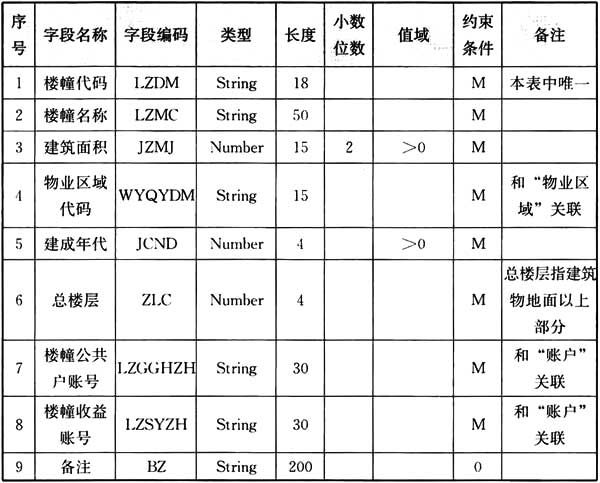 序号 字段名称 字段编码 类型 长度 小数位数 值域 约束条件 备注
1 楼幢代码 LZDM String 18 M 本表中唯一
2 楼幢名称 LZMC String 50 M
3 建筑面积 JZMJ Number 15 2 >0 M
4 物业区域代码 WYQYDM String 15 M 和“物业区域”关联
5 建成年代 JCND Number 4 >0 M
6 总楼层 ZLC Number 4 M 总楼层指建筑物地面以上部分
7 楼幢公共户账号 LZGGHZH String 30 M 和“账户”关联
8 楼幢收益账号 LZSYZH String 30 M 和“账户”关联
9 备注 BZ String 200 0